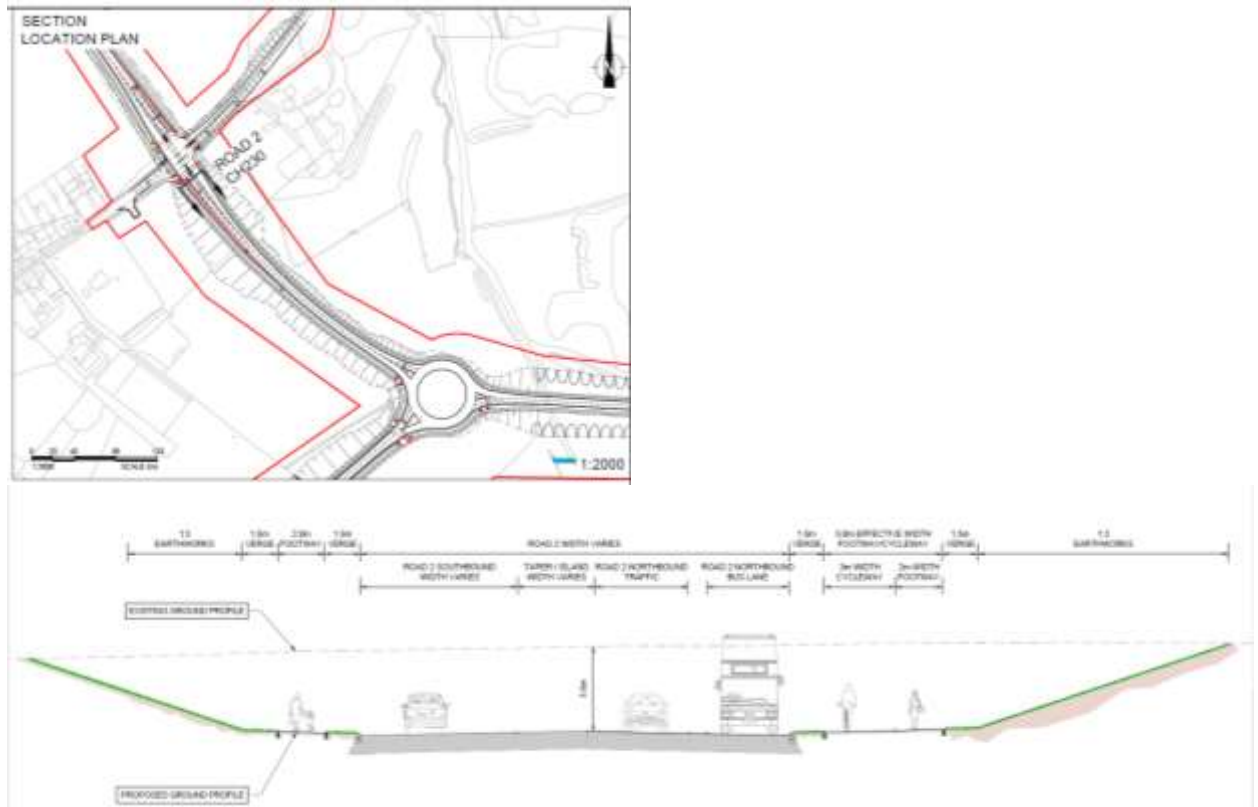 SECTION
LOCATION PLAN
N
ROAD 2
CH230
1:2000
EARTHWORKS
VERGE
FOOTWAY
VERGE
ROAD 2 WIDTH VARIES
VERGE
EFFECTIVE WIDTH
FOOTWAY/CYCLEWAY
VERGE
EARTHWORKS
ROAD 2 SOUTHBOUND
WIDTH VARIES
TAPER / ISLAND
WIDTH VARIES
ROAD 2 NORTHBOUND
TRAFFIC
ROAD 2 NORTHBOUND
BUS LANE
3m WIDTH
CYCLEWAY
2m WIDTH
FOOTWAY
EXISTING GROUND PROFILE
PROPOSED GROUND PROFILE